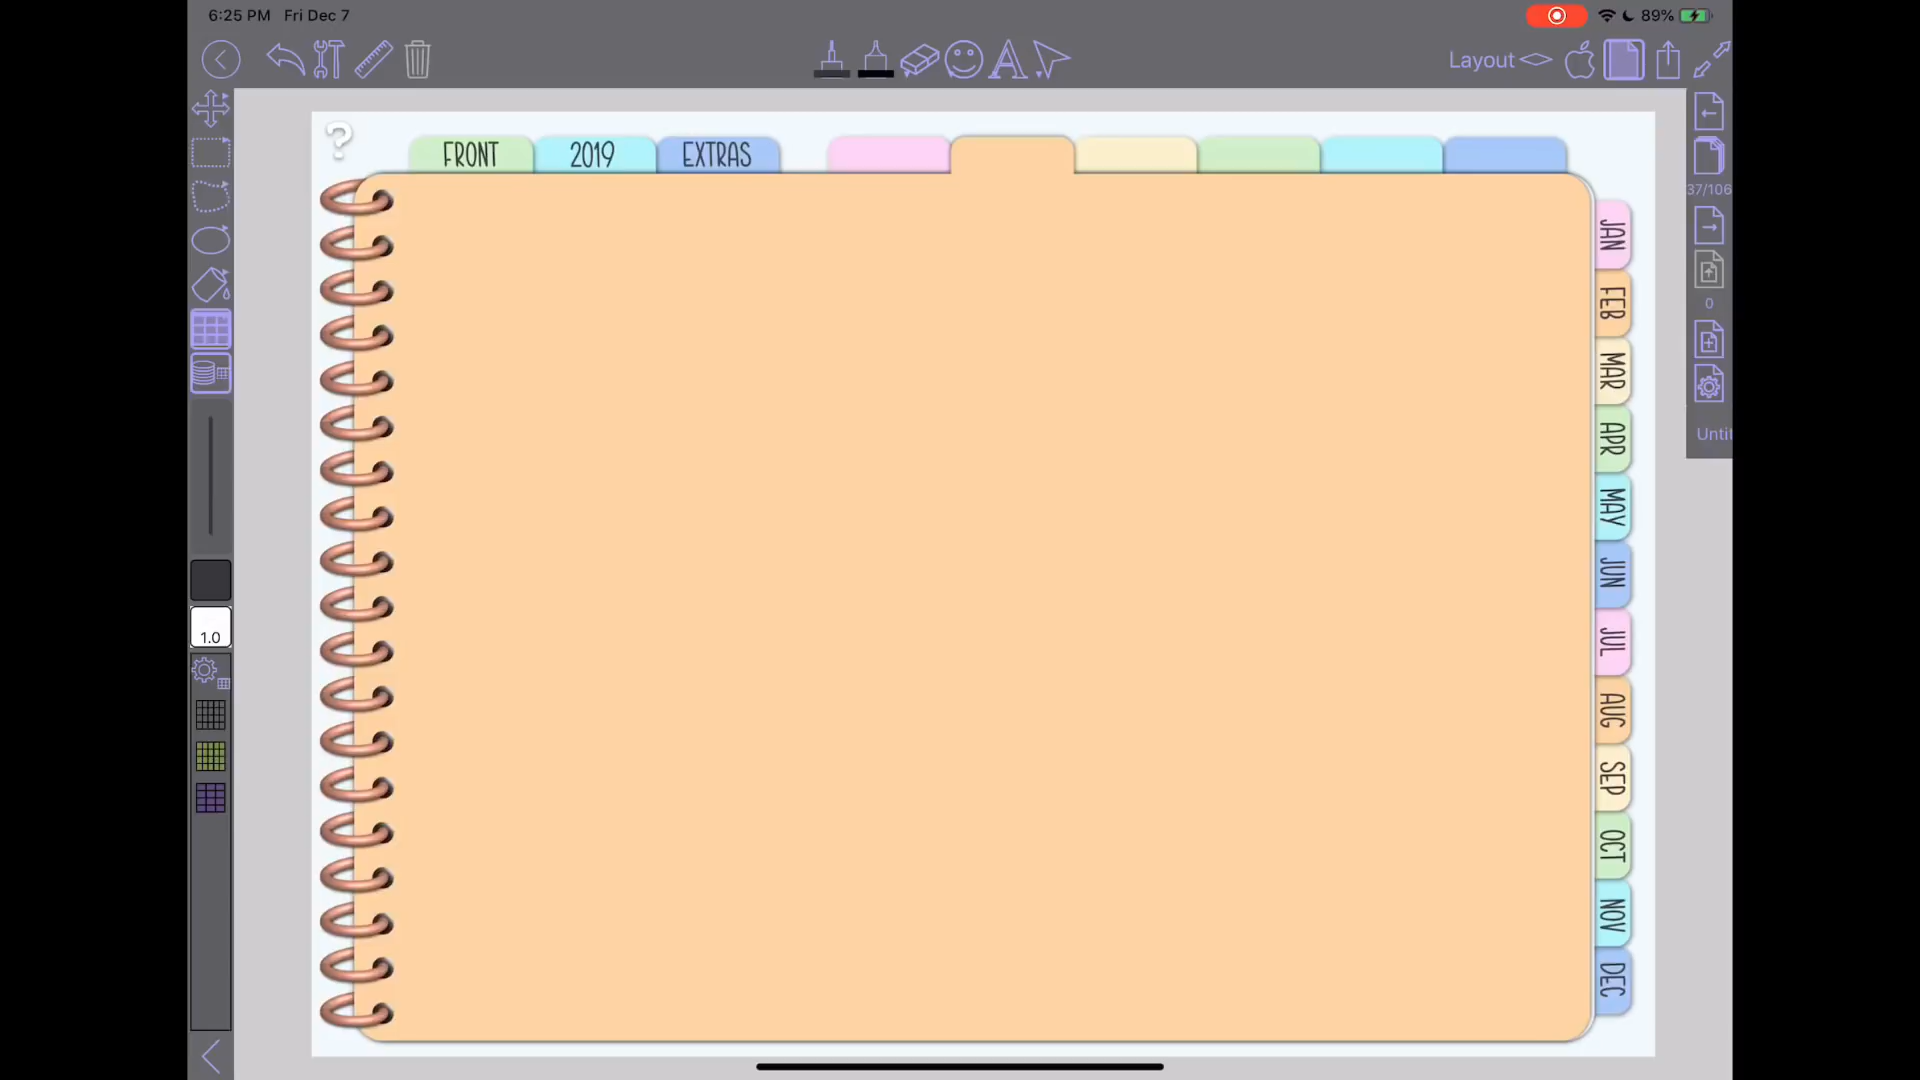 6:25 PM Fri Dec 7
89%
Layout
?
FRONT
2019
EXTRAS
37/106
0
Untit
JAN
FEB
MAR
APR
MAY
JUN
JUL
AUG
SEP
OCT
NOV
DEC
1.0